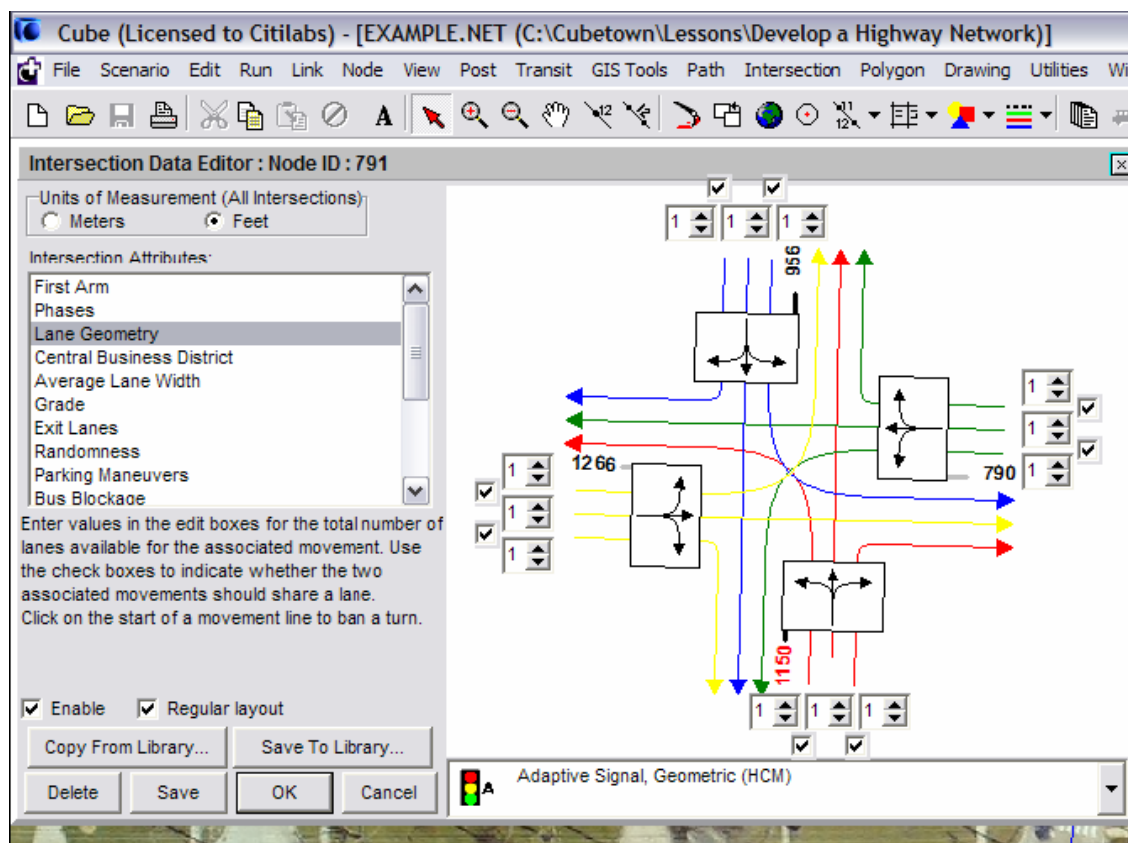 Cube (Licensed to Citilabs) - [EXAMPLE.NET (C:\Cubetown\Lessons\Develop a Highway Network)]
File Scenario Edit Run Link Node View Post Transit GIS Tools Path Intersection Polygon Drawing Utilities Wi
A 12 11 12
Intersection Data Editor : Node ID : 791
Units of Measurement (All Intersections)
Meters Feet
Intersection Attributes:
First Arm
Phases
Lane Geometry
Central Business District
Average Lane Width
Grade
Exit Lanes
Randomness
Parking Maneuvers
Bus Blockage
Enter values in the edit boxes for the total number of
lanes available for the associated movement. Use
the check boxes to indicate whether the two
associated movements should share a lane.
Click on the start of a movement line to ban a turn.
Enable Regular layout
Copy From Library... Save To Library...
Delete Save OK Cancel
1 1 1
956
1
1
1
790
1266
1
1
1
1150
1 1 1
A Adaptive Signal, Geometric (HCM)